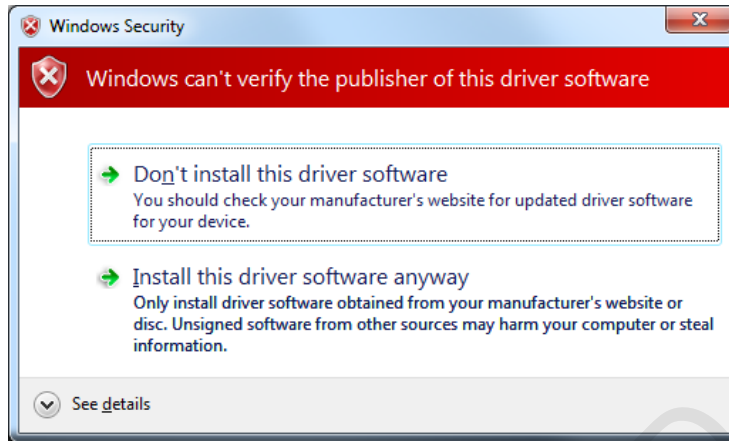 Windows Security
Windows can't verify the publisher of this driver software
Don't install this driver software
You should check your manufacturer's website for updated driver software
for your device.
Install this driver software anyway
Only install driver software obtained from your manufacturer's website or
disc. Unsigned software from other sources may harm your computer or steal
information.
See details